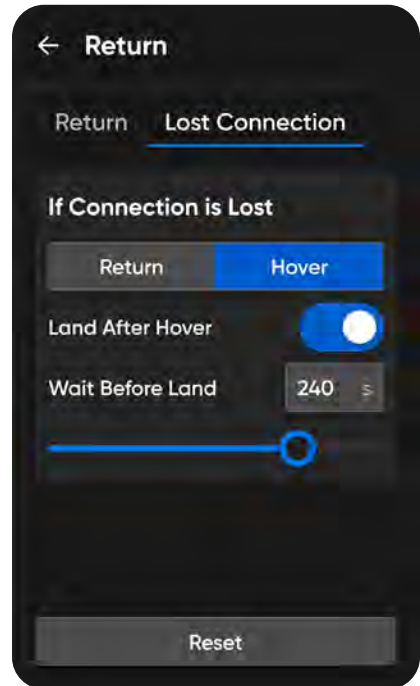 Return
Return Lost Connection
If Connection is Lost
Return Hover
Land After Hover
Wait Before Land 240 s
Reset